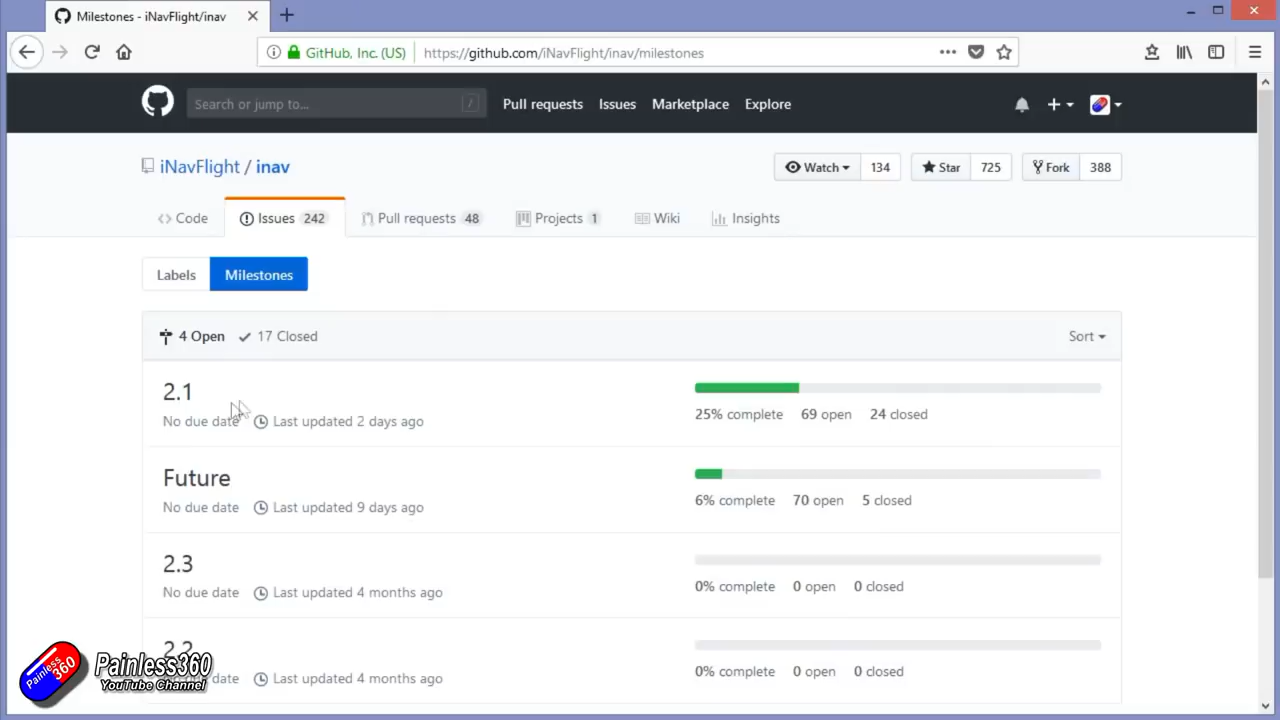 Milestones - iNavFlight/inav
GitHub, Inc. (US) https://github.com/iNavFlight/inav/milestones
Search or jump to... / Pull requests Issues Marketplace Explore
iNavFlight / inav Watch 134 Star 725 Fork 388
Code Issues 242 Pull requests 48 Projects 1 Wiki Insights
Labels Milestones
4 Open 17 Closed Sort
2.1
No due date Last updated 2 days ago 25% complete 69 open 24 closed
Future
No due date Last updated 9 days ago 6% complete 70 open 5 closed
2.3
No due date Last updated 4 months ago 0% complete 0 open 0 closed
2.2
date Last updated 4 months ago 0% complete 0 open 0 closed
Painless 360
Painless360
YouTube Channel